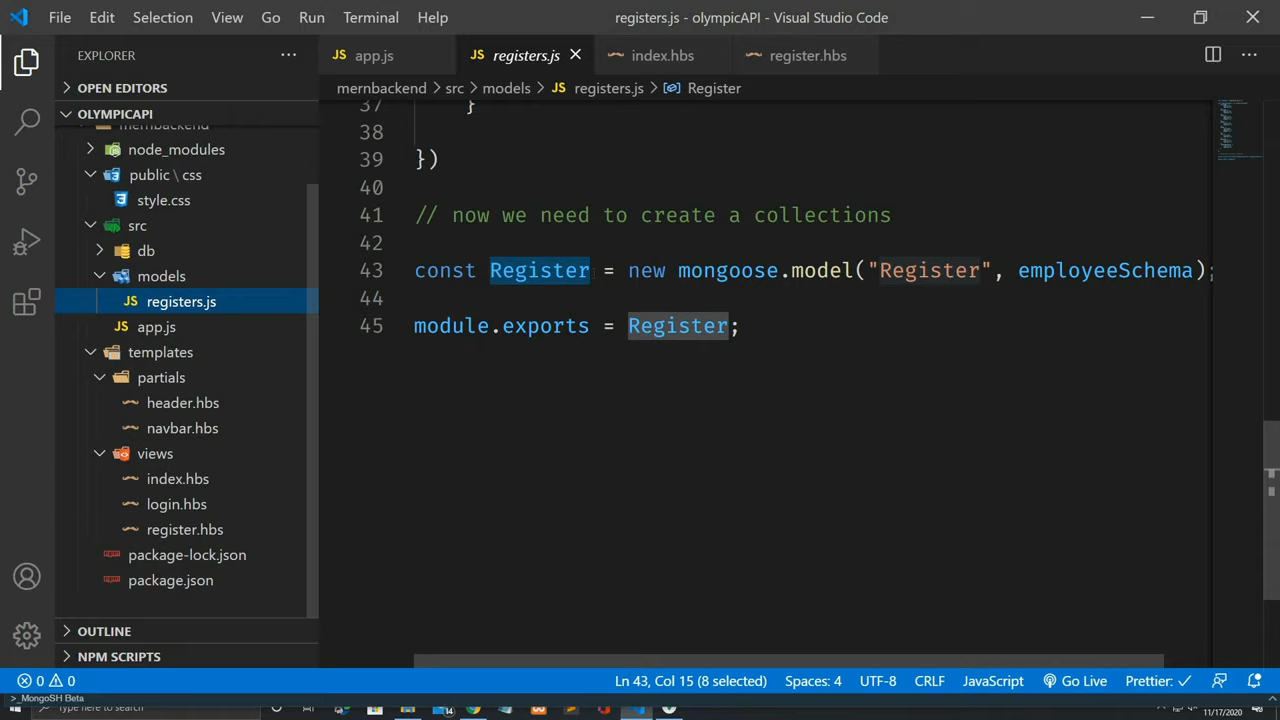 File Edit Selection View Go Run Terminal Help registers.js - olympicAPI - Visual Studio Code
EXPLORER
JS app.js JS registers.js index.hbs register.hbs
OPEN EDITORS
mernbackend > src > models > JS registers.js > Register
OLYMPICAPI
mernbackend
node_modules
public \ css
style.css
src
db
models
JS registers.js
JS app.js
templates
partials
header.hbs
navbar.hbs
views
index.hbs
login.hbs
register.hbs
package-lock.json
package.json
OUTLINE
NPM SCRIPTS
37 }
38
39 })
40
41 // now we need to create a collections
42
43 const Register = new mongoose.model("Register", employeeSchema);
44
45 module.exports = Register;
0 0 Ln 43, Col 15 (8 selected) Spaces: 4 UTF-8 CRLF JavaScript Go Live Prettier: ✓
>_MongoSH Beta
Type here to search 14 11/17/2020